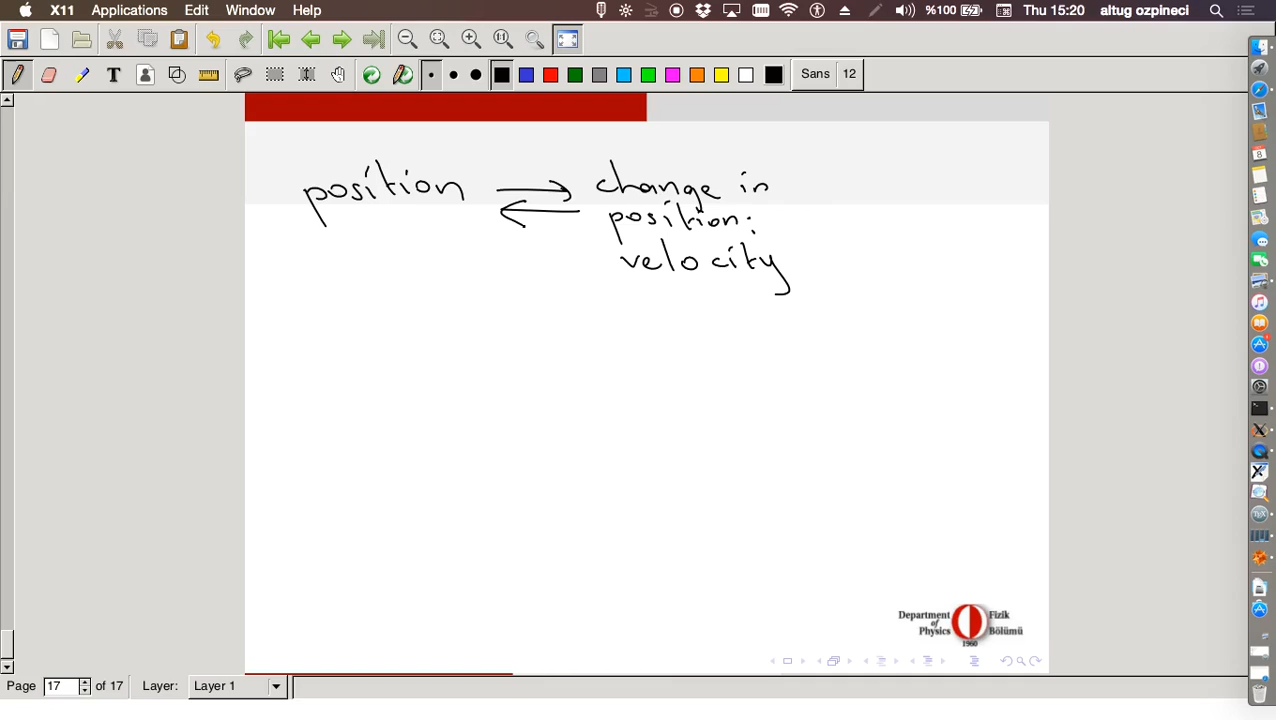 X11 Applications Edit Window Help %100 Thu 15:20 altug ozpineci
T Sans 12
position ⇄ change in
position:
velocity
Department of Physics
Fizik Bölümü
1960
Page 17 of 17 Layer: Layer 1